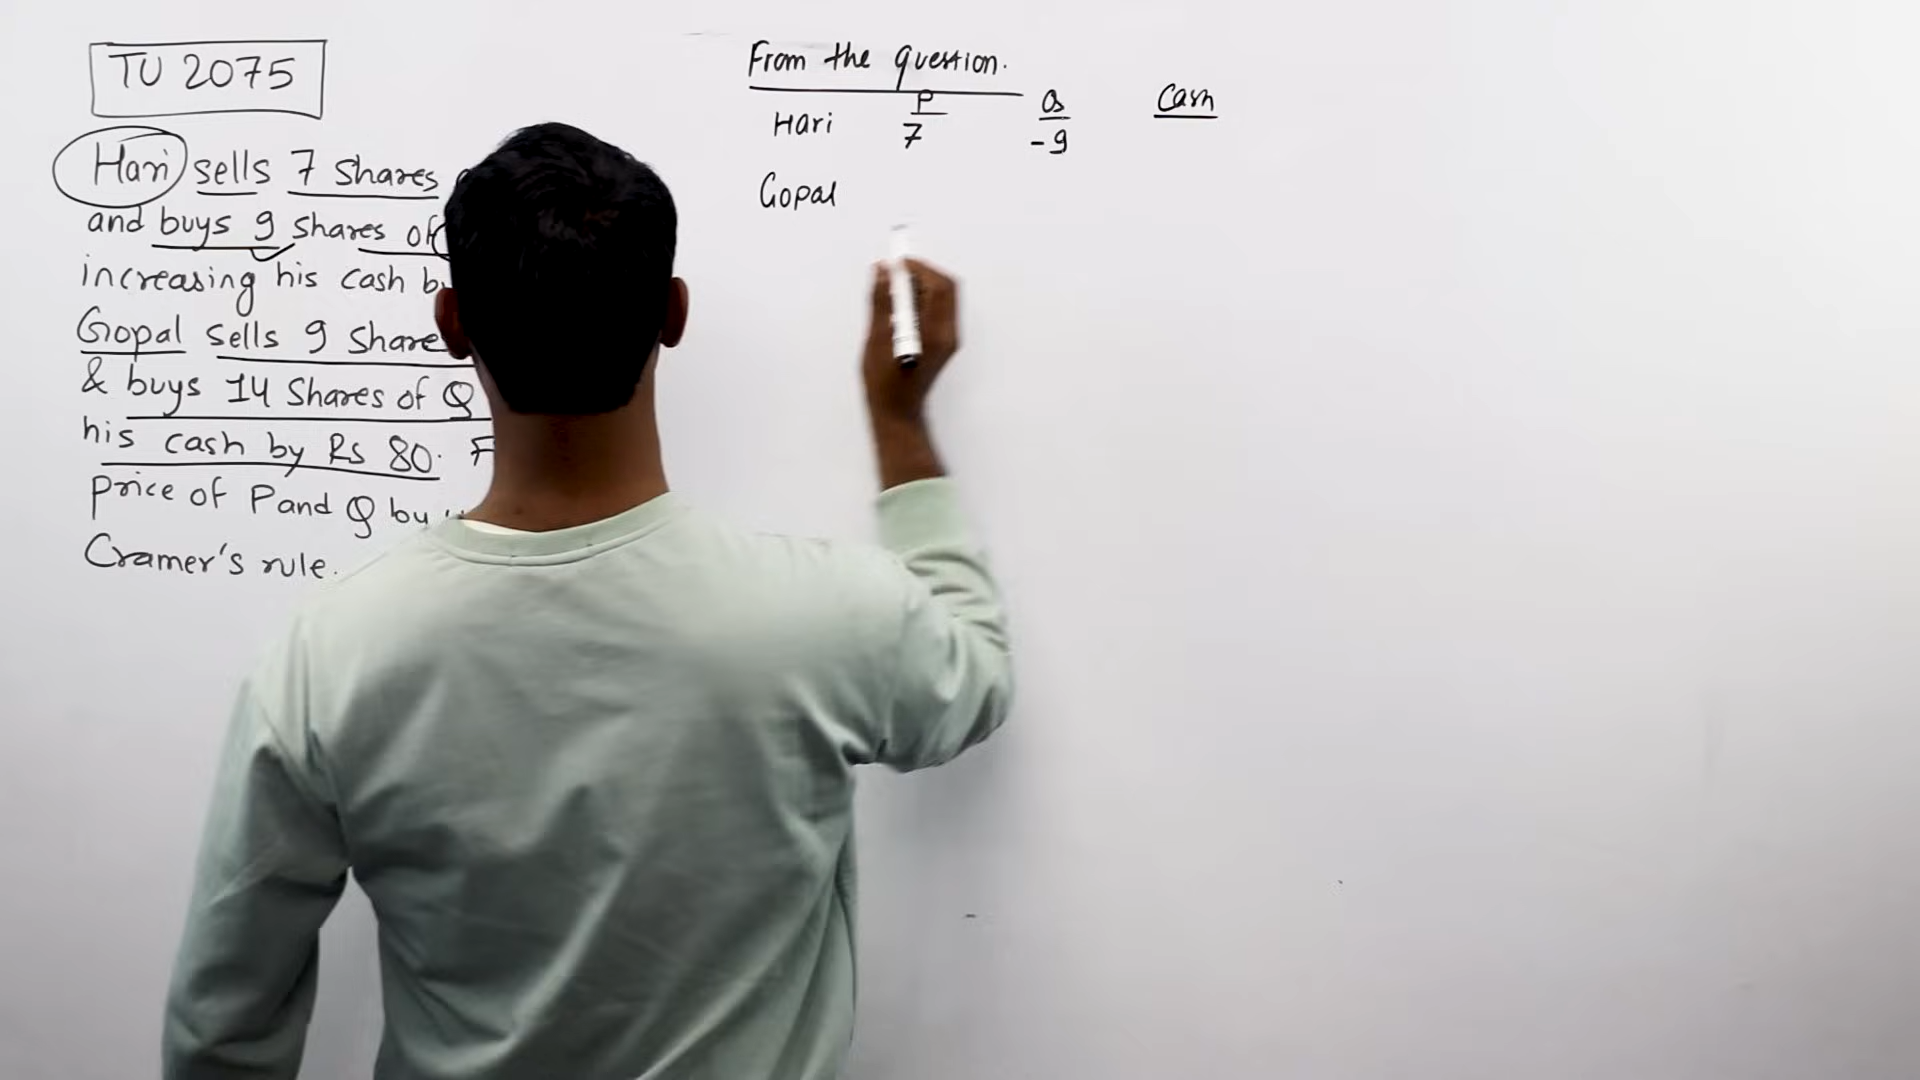 TU 2075
Hari sells 7 shares
and buys 9 shares of
increasing his cash
Gopal sells 9 Share
& buys 14 Shares of Q
his cash by Rs 80.
price of P and Q by
Cramer's rule.
From the question.
P Q Cash
Hari 7 -9
Gopal